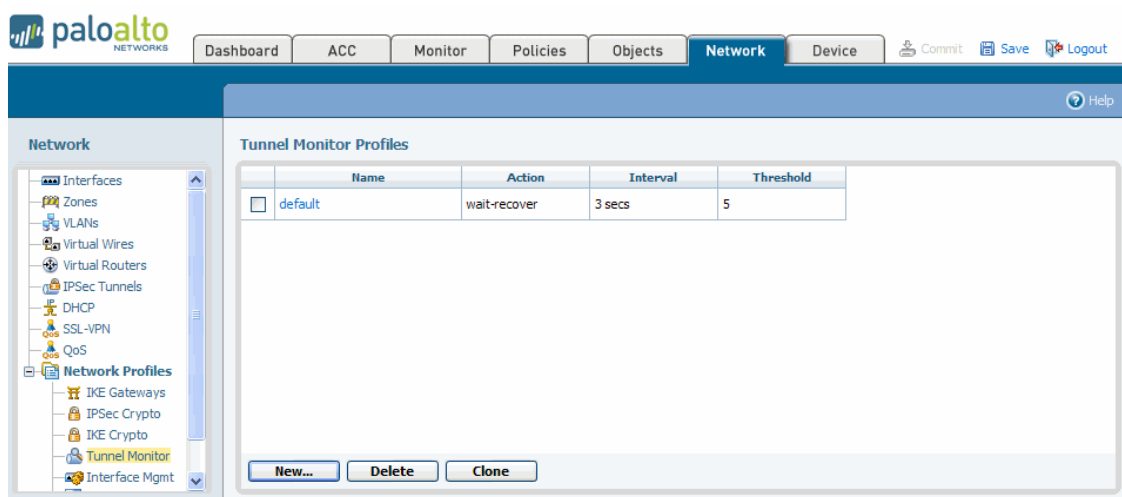 paloalto
NETWORKS
Dashboard ACC Monitor Policies Objects Network Device Commit Save Logout
Help
Network
Interfaces
Zones
VLANs
Virtual Wires
Virtual Routers
IPSec Tunnels
DHCP
SSL-VPN
QoS
Network Profiles
IKE Gateways
IPSec Crypto
IKE Crypto
Tunnel Monitor
Interface Mgmt
Tunnel Monitor Profiles
Name Action Interval Threshold
default wait-recover 3 secs 5
New... Delete Clone